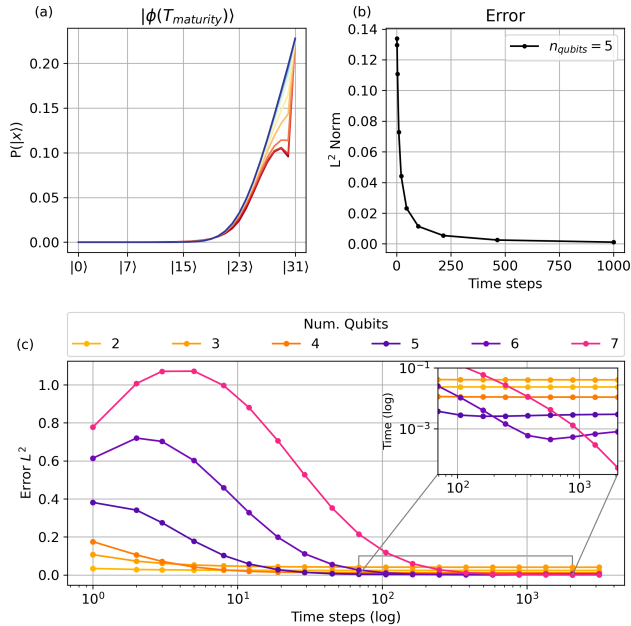 (a)
|ϕ(T_maturity)⟩
P(|x⟩)
0.20
0.15
0.10
0.05
0.00
|0⟩ |7⟩ |15⟩ |23⟩ |31⟩
(b)
Error
n_qubits = 5
L² Norm
0.14
0.12
0.10
0.08
0.06
0.04
0.02
0.00
0 250 500 750 1000
Time steps
(c)
Num. Qubits
2 3 4 5 6 7
Error L²
1.0
0.8
0.6
0.4
0.2
0.0
10⁰ 10¹ 10² 10³
Time steps (log)
Time (log)
10⁻¹
10⁻³
10² 10³